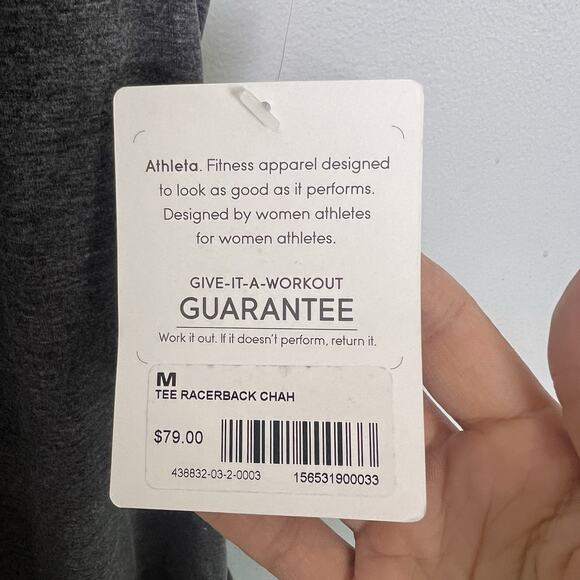 Athleta. Fitness apparel designed
to look as good as it performs.
Designed by women athletes
for women athletes.
GIVE-IT-A-WORKOUT
GUARANTEE
Work it out. If it doesn't perform, return it.
M
TEE RACERBACK CHAH
$79.00
438832-03-2-0003
156531900033